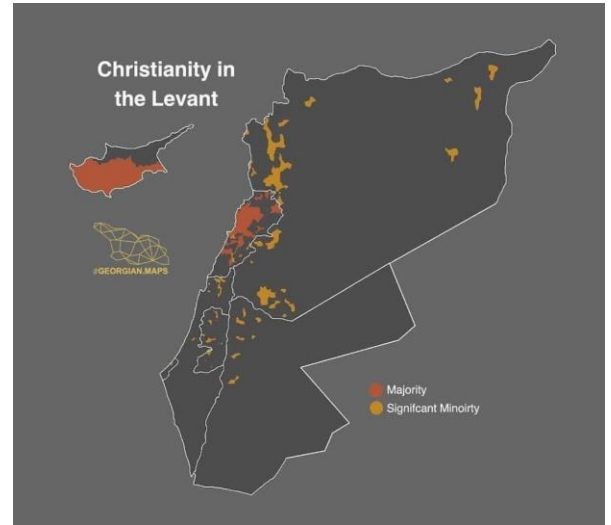 Christianity in
the Levant
#GEORGIAN.MAPS
Majority
Signifcant Minoirty